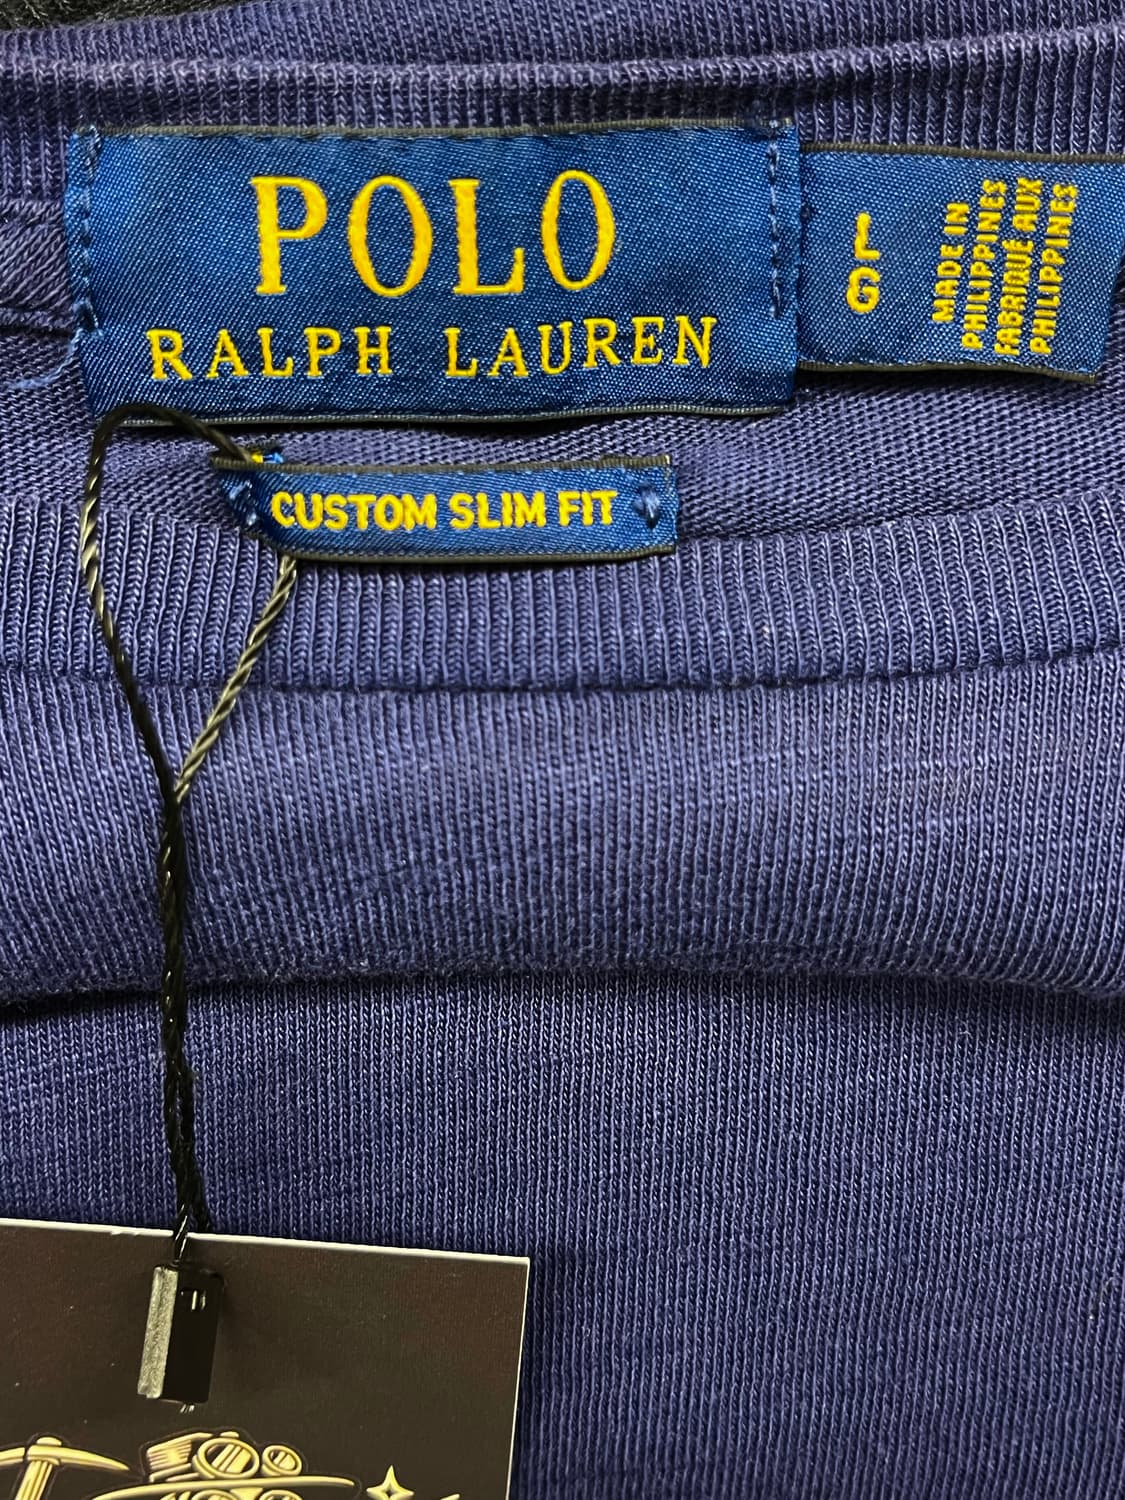 POLO
RALPH LAUREN
L
G
MADE IN
PHILIPPINES
FABRIQUÉ AUX
PHILIPPINES
CUSTOM SLIM FIT